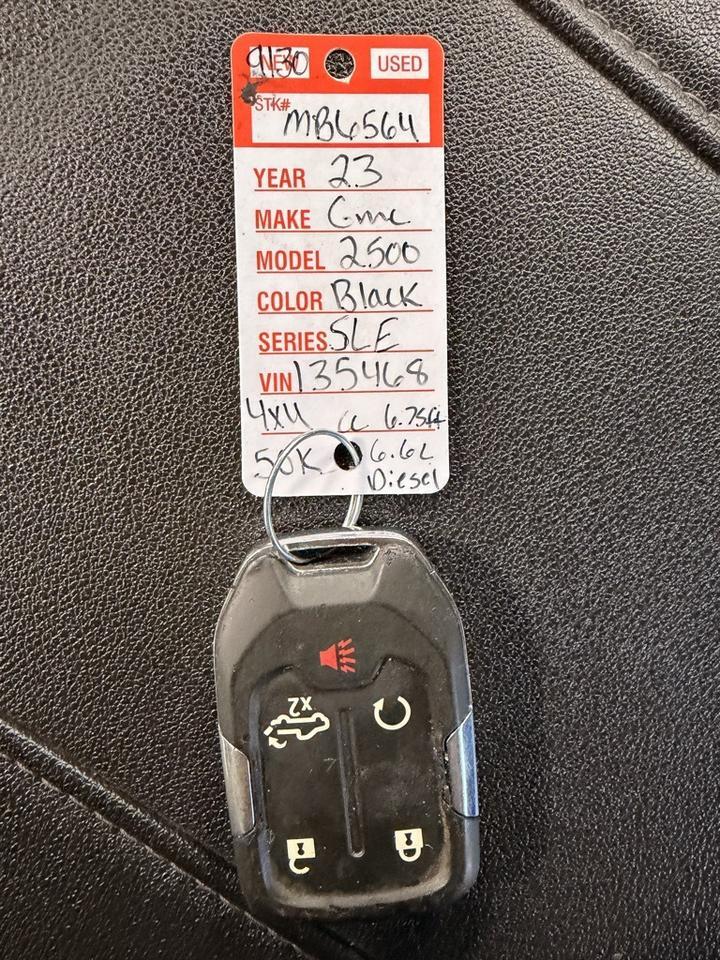 9130 NEW USED
STK#
MB6564
YEAR 23
MAKE Gmc
MODEL 2500
COLOR Black
SERIES SLE
VIN 135468
4x4 CC 6.75ft
50K 6.6L
Diesel
X2